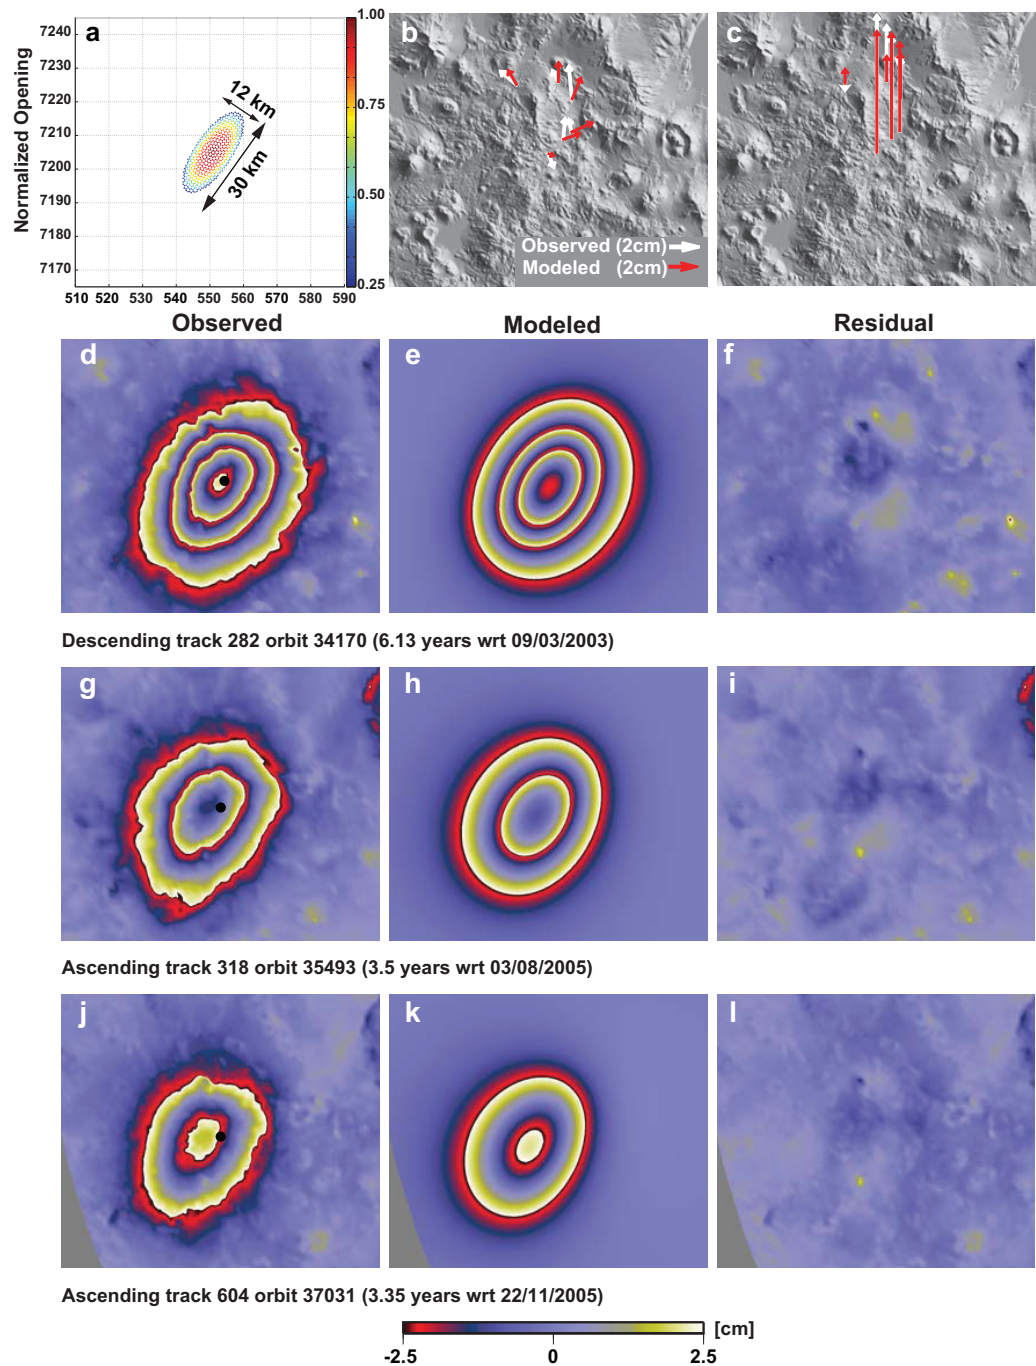 a
1.00
0.75
0.50
0.25
Normalized Opening
7240
7230
7220
7210
7200
7190
7180
7170
12 km
30 km
510 520 530 540 550 560 570 580 590
b
Observed (2cm)
Modeled (2cm)
c
Observed
Modeled
Residual
d
e
f
Descending track 282 orbit 34170 (6.13 years wrt 09/03/2003)
g
h
i
Ascending track 318 orbit 35493 (3.5 years wrt 03/08/2005)
j
k
l
Ascending track 604 orbit 37031 (3.35 years wrt 22/11/2005)
[cm]
-2.5 0 2.5